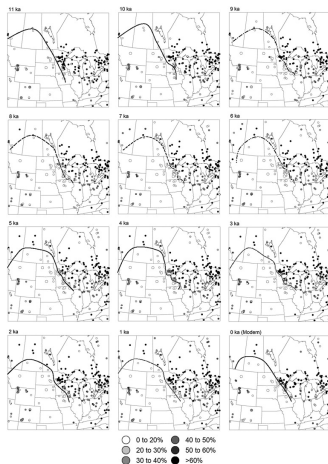 11 ka
10 ka
9 ka
8 ka
7 ka
6 ka
5 ka
4 ka
3 ka
2 ka
1 ka
0 ka (Modern)
0 to 20%
40 to 50%
20 to 30%
50 to 60%
30 to 40%
>60%